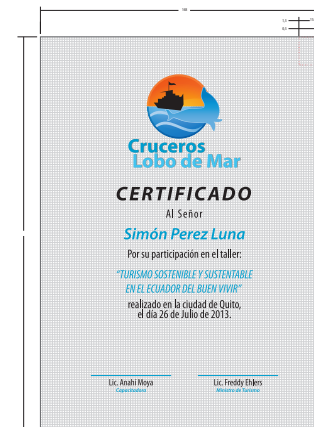 Cruceros
Lobo de Mar
CERTIFICADO
Al Señor
Simón Perez Luna
Por su participación en el taller:
“TURISMO SOSTENIBLE Y SUSTENTABLE
EN EL ECUADOR DEL BUEN VIVIR”
realizado en la ciudad de Quito,
el día 26 de Julio de 2013.
Lic. Anahi Moya
Capacitadora
Lic. Freddy Ehlers
Ministro de Turismo